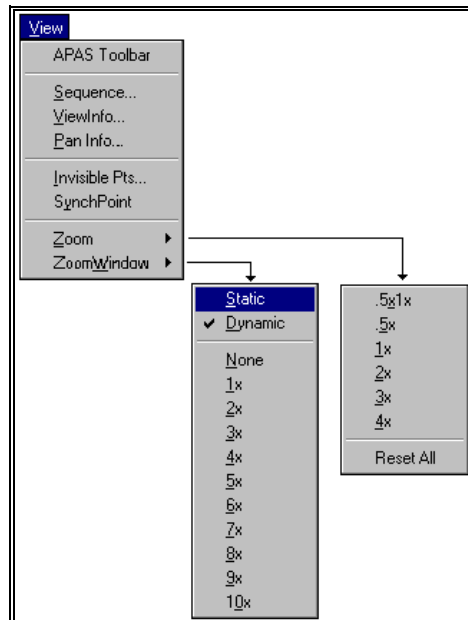 View
APAS Toolbar
Sequence...
ViewInfo...
Pan Info...
Invisible Pts...
SynchPoint
Zoom
ZoomWindow
Static
Dynamic
None
1x
2x
3x
4x
5x
6x
7x
8x
9x
10x
.5x1x
.5x
1x
2x
3x
4x
Reset All